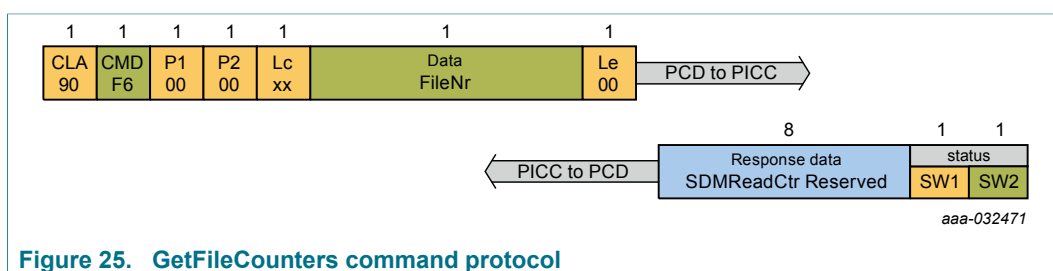 1 1 1 1 1 1 1
CLA CMD P1 P2 Lc Data Le
90 F6 00 00 xx FileNr 00
PCD to PICC
8 1 1
PICC to PCD
Response data status
SDMReadCtr Reserved SW1 SW2
aaa-032471
Figure 25. GetFileCounters command protocol